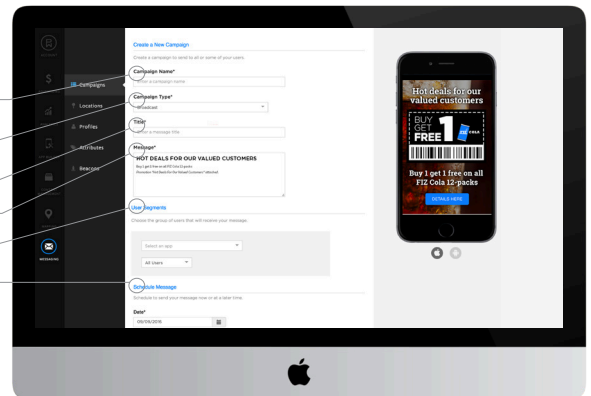 Create a New Campaign
Create a campaign to send to all or some of your users.
Campaign Name*
Enter a campaign name
Campaign Type*
Broadcast
Title*
Enter a message title
Message*
HOT DEALS FOR OUR VALUED CUSTOMERS
Buy 1 get 1 free on all FIZ Cola 12-packs
User Segments
Choose the group of users that will receive your message.
Select an app
All Users
Schedule Message
Schedule to send your message now or at a later time.
Date*
09/09/2016
$
Campaigns
Locations
Profiles
Attributes
Beacons
MESSAGING
Hot deals for our
valued customers
BUY 1
GET
FREE
FIZ COLA
Buy 1 get 1 free on all
FIZ Cola 12-packs
DETAILS HERE